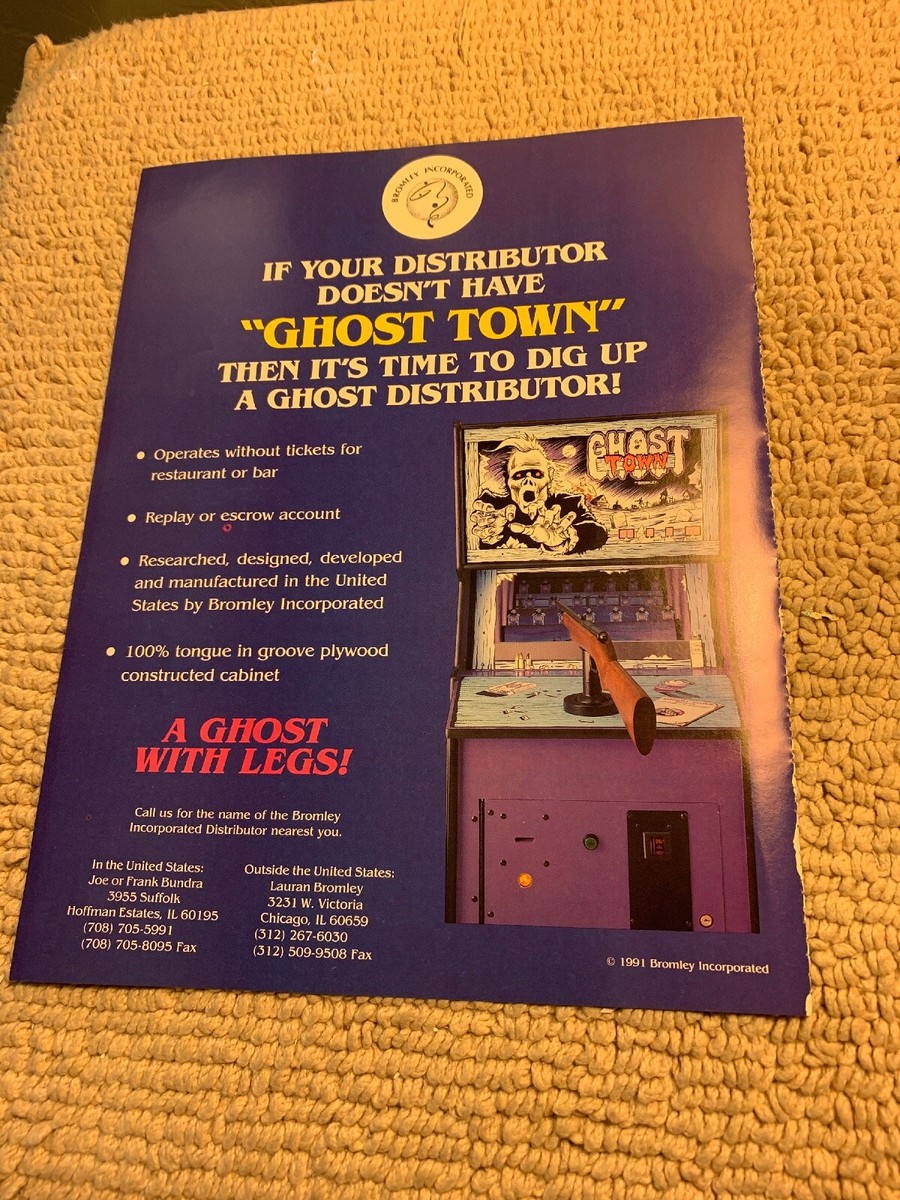 BROMLEY INCORPORATED
IF YOUR DISTRIBUTOR
DOESN'T HAVE
"GHOST TOWN"
THEN IT'S TIME TO DIG UP
A GHOST DISTRIBUTOR!
• Operates without tickets for
restaurant or bar
• Replay or escrow account
• Researched, designed, developed
and manufactured in the United
States by Bromley Incorporated
• 100% tongue in groove plywood
constructed cabinet
GHOST
TOWN
A GHOST
WITH LEGS!
Call us for the name of the Bromley
Incorporated Distributor nearest you.
In the United States:
Joe or Frank Bundra
3955 Suffolk
Hoffman Estates, IL 60195
(708) 705-5991
(708) 705-8095 Fax
Outside the United States:
Lauran Bromley
3231 W. Victoria
Chicago, IL 60659
(312) 267-6030
(312) 509-9508 Fax
© 1991 Bromley Incorporated